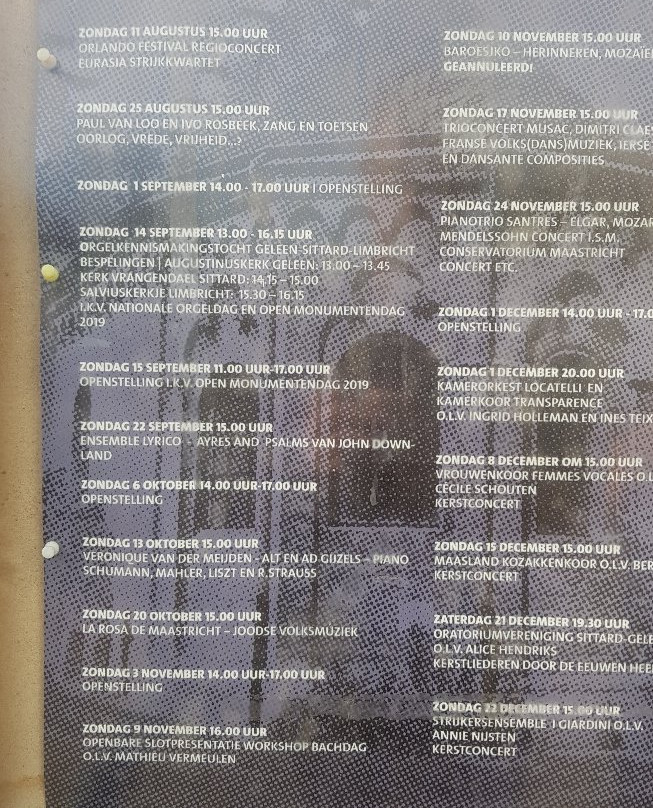 ZONDAG 11 AUGUSTUS 15.00 UUR
ORLANDO FESTIVAL REGIOCONCERT
EURASIA STRIJKKWARTET
ZONDAG 25 AUGUSTUS 15.00 UUR
PAUL VAN LOO EN IVO ROSBEEK, ZANG EN TOETSEN
OORLOG, VREDE, VRIJHEID...?
ZONDAG 1 SEPTEMBER 14.00 - 17.00 UUR | OPENSTELLING
ZONDAG 14 SEPTEMBER 13.00 - 16.15 UUR
ORGELKENNISMAKINGSTOCHT GELEEN-SITTARD-LIMBRICHT
BESPELINGEN | AUGUSTINUSKERK GELEEN: 13.00 – 13.45
KERK VRANGENDAEL SITTARD: 14.15 – 15.00
SALVIUSKERKJE LIMBRICHT: 15.30 – 16.15
I.K.V. NATIONALE ORGELDAG EN OPEN MONUMENTENDAG
2019
ZONDAG 15 SEPTEMBER 11.00 UUR-17.00 UUR
OPENSTELLING I.K.V. OPEN MONUMENTENDAG 2019
ZONDAG 22 SEPTEMBER 15.00 UUR
ENSEMBLE LYRICO - AYRES AND PSALMS VAN JOHN DOWN-
LAND
ZONDAG 6 OKTOBER 14.00 UUR-17.00 UUR
OPENSTELLING
ZONDAG 13 OKTOBER 15.00 UUR
VERONIQUE VAN DER MEIJDEN - ALT EN AD GIJZELS – PIANO
SCHUMANN, MAHLER, LISZT EN R.STRAUSS
ZONDAG 20 OKTOBER 15.00 UUR
LA ROSA DE MAASTRICHT – JOODSE VOLKSMUZIEK
ZONDAG 3 NOVEMBER 14.00 UUR-17.00 UUR
OPENSTELLING
ZONDAG 9 NOVEMBER 16.00 UUR
OPENBARE SLOTPRESENTATIE WORKSHOP BACHDAG
O.L.V. MATHIEU VERMEULEN
ZONDAG 10 NOVEMBER 15.00 UUR
BAROESJKO – HERINNEREN,
GEANNULEERD!
ZONDAG 17 NOVEMBER 15.00 UUR
TRIOCONCERT MUSAC, DIMITRI
FRANSE VOLKS(DANS)MUZIEK, IERSE
EN DANSANTE COMPOSITIES
ZONDAG 24 NOVEMBER 15.00 UUR
PIANOTRIO SANTRES – ELGAR,
MENDELSSOHN CONCERT I.S.M.
CONSERVATORIUM MAASTRICHT
CONCERT ETC.
ZONDAG 1 DECEMBER 14.00 UUR - 17.0
OPENSTELLING
ZONDAG 1 DECEMBER 20.00 UUR
KAMERORKEST LOCATELLI EN
KAMERKOOR TRANSPARENCE
O.L.V. INGRID HOLLEMAN EN INES
ZONDAG 8 DECEMBER OM 15.00 UUR
VROUWENKOOR FEMMES VOCALES
CÉCILE SCHOUTEN
KERSTCONCERT
ZONDAG 15 DECEMBER 15.00 UUR
MAASLAND KOZAKKENKOOR O.L.V.
KERSTCONCERT
ZATERDAG 21 DECEMBER 19.30 UUR
ORATORIUMVERENIGING SITTARD-GELE
O.L.V. ALICE HENDRIKS
KERSTLIEDEREN DOOR DE EEUWEN
ZONDAG 22 DECEMBER 15.00 UUR
STRIJKERSENSEMBLE I GIARDINI O.L.V.
ANNIE NIJSTEN
KERSTCONCERT